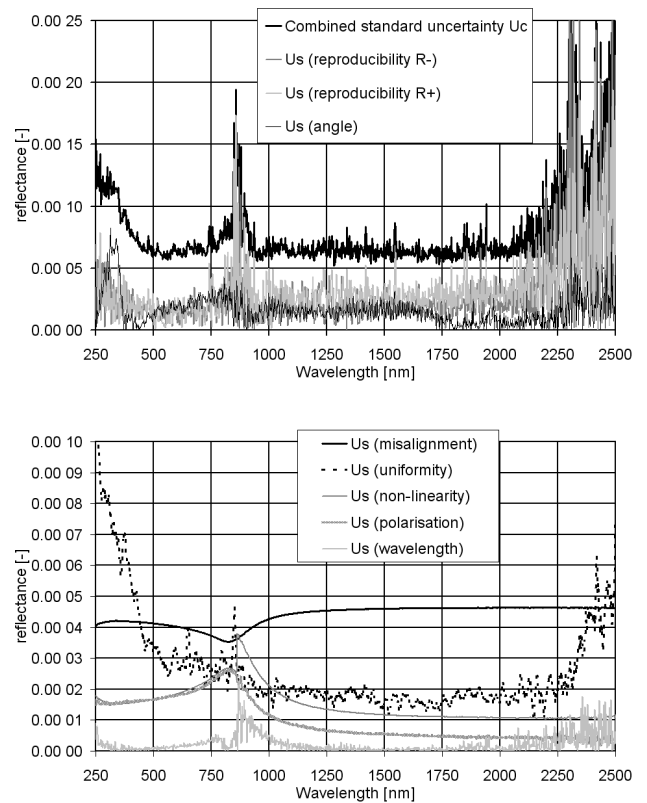 0.00 25
0.00 20
0.00 15
0.00 10
0.00 05
0.00 00
reflectance [-]
Combined standard uncertainty Uc
Us (reproducibility R-)
Us (reproducibility R+)
Us (angle)
250 500 750 1000 1250 1500 1750 2000 2250 2500
Wavelength [nm]
0.00 10
0.00 09
0.00 08
0.00 07
0.00 06
0.00 05
0.00 04
0.00 03
0.00 02
0.00 01
0.00 00
reflectance [-]
Us (misalignment)
Us (uniformity)
Us (non-linearity)
Us (polarisation)
Us (wavelength)
250 500 750 1000 1250 1500 1750 2000 2250 2500
Wavelength [nm]